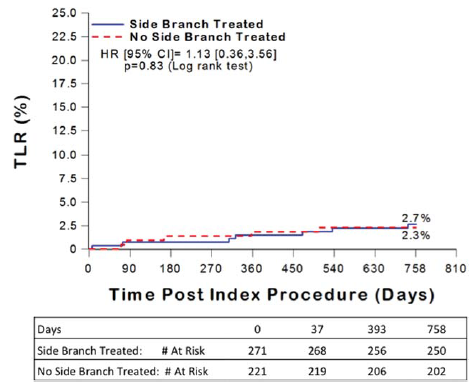 25.0
22.5
20.0
17.5
15.0
12.5
10.0
7.5
5.0
2.5
0
TLR (%)
Side Branch Treated
No Side Branch Treated
HR [95% CI]= 1.13 [0.36,3.56]
p=0.83 (Log rank test)
2.7%
2.3%
0 90 180 270 360 450 540 630 720 810
Time Post Index Procedure (Days)
Days 0 37 393 758
Side Branch Treated: # At Risk 271 268 256 250
No Side Branch Treated: # At Risk 221 219 206 202